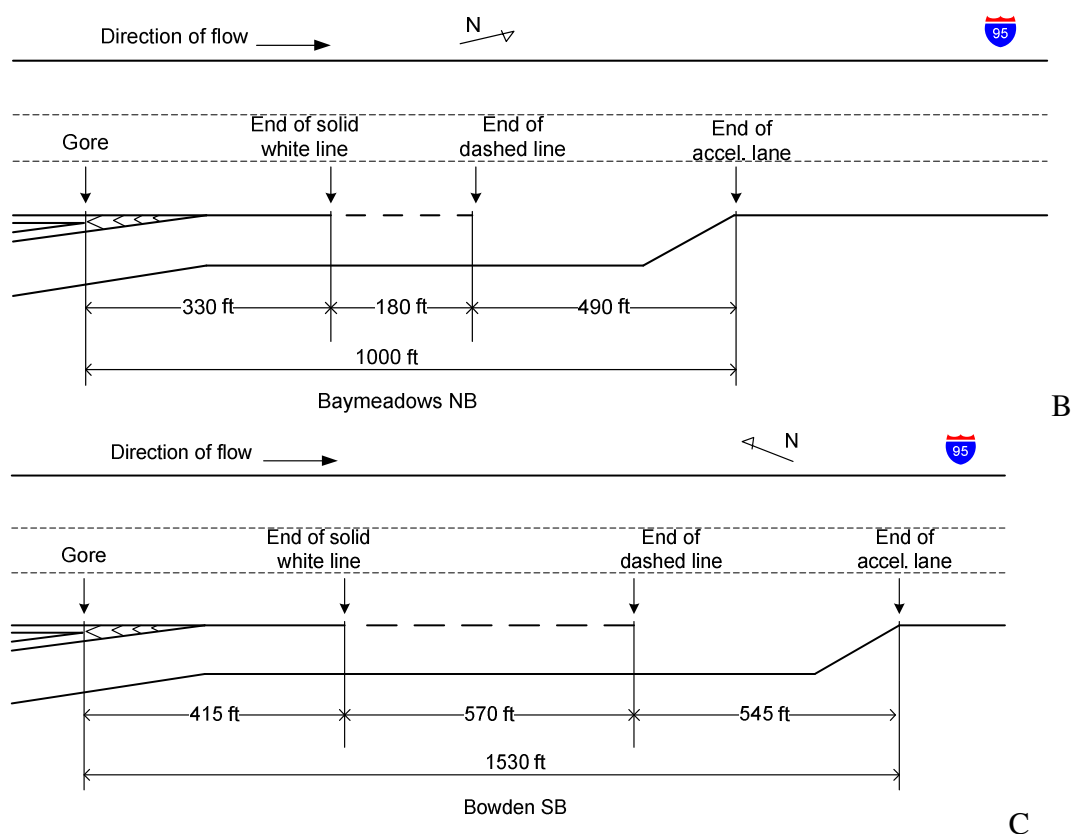 Direction of flow
N
95
Gore
End of solid
white line
End of
dashed line
End of
accel. lane
330 ft
180 ft
490 ft
1000 ft
Baymeadows NB
B
Direction of flow
N
95
Gore
End of solid
white line
End of
dashed line
End of
accel. lane
415 ft
570 ft
545 ft
1530 ft
Bowden SB
C